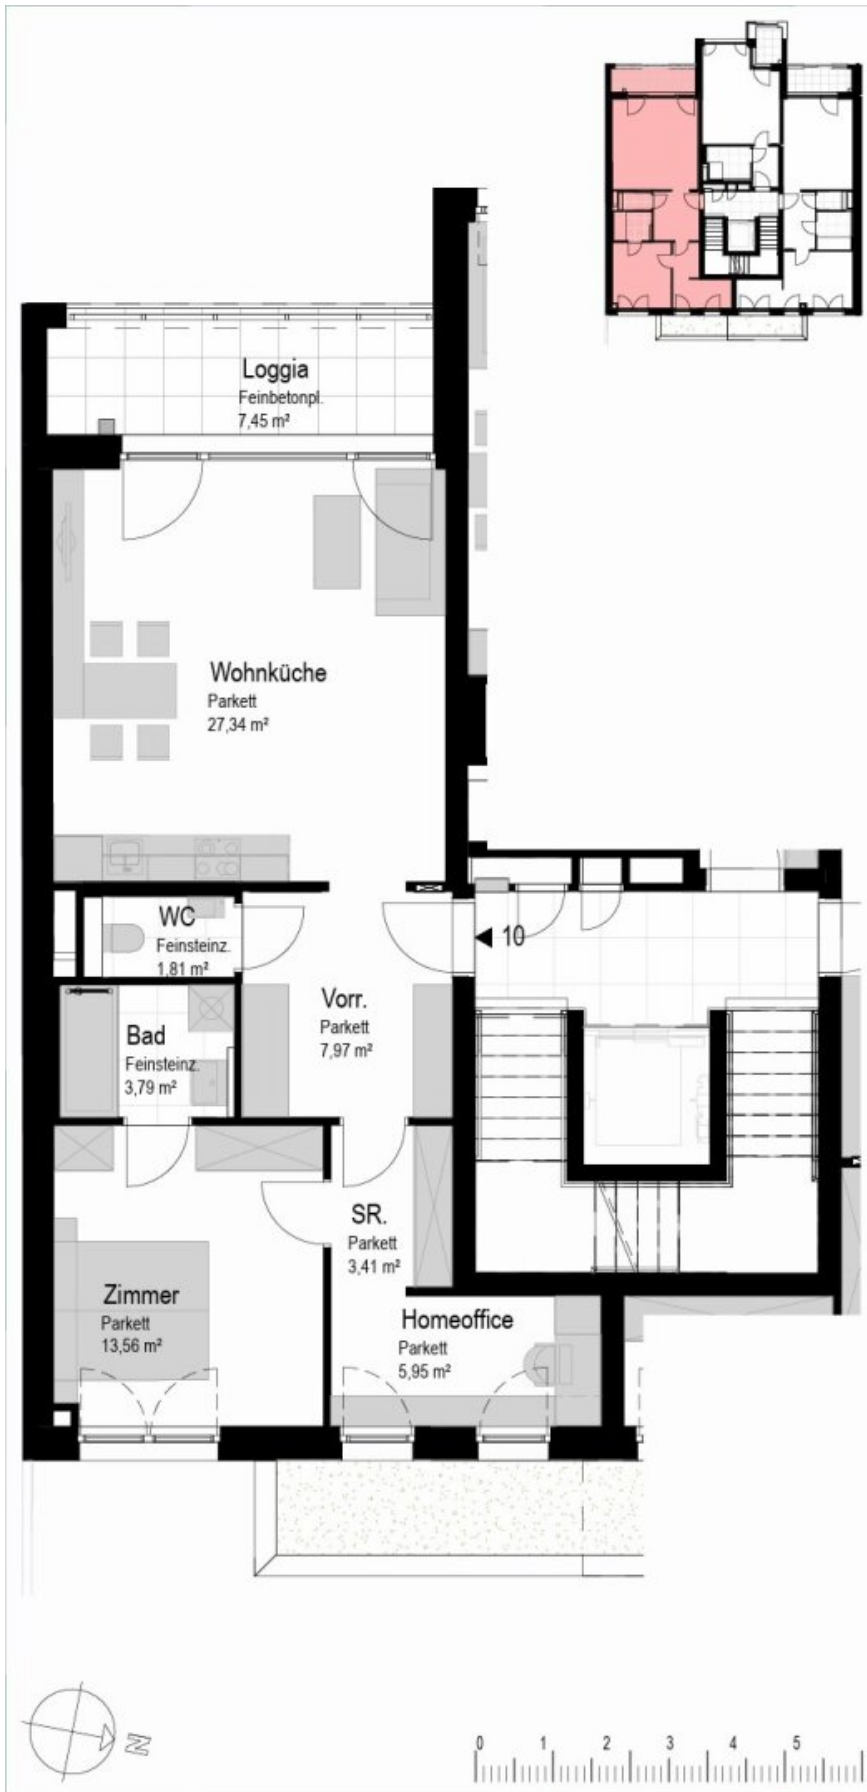 Loggia
Feinbetonpl.
7,45 m²
Wohnküche
Parkett
27,34 m²
WC
Feinsteinz.
1,81 m²
10
Vorr.
Parkett
7,97 m²
Bad
Feinsteinz.
3,79 m²
SR.
Parkett
3,41 m²
Zimmer
Parkett
13,56 m²
Homeoffice
Parkett
5,95 m²
N
0 1 2 3 4 5